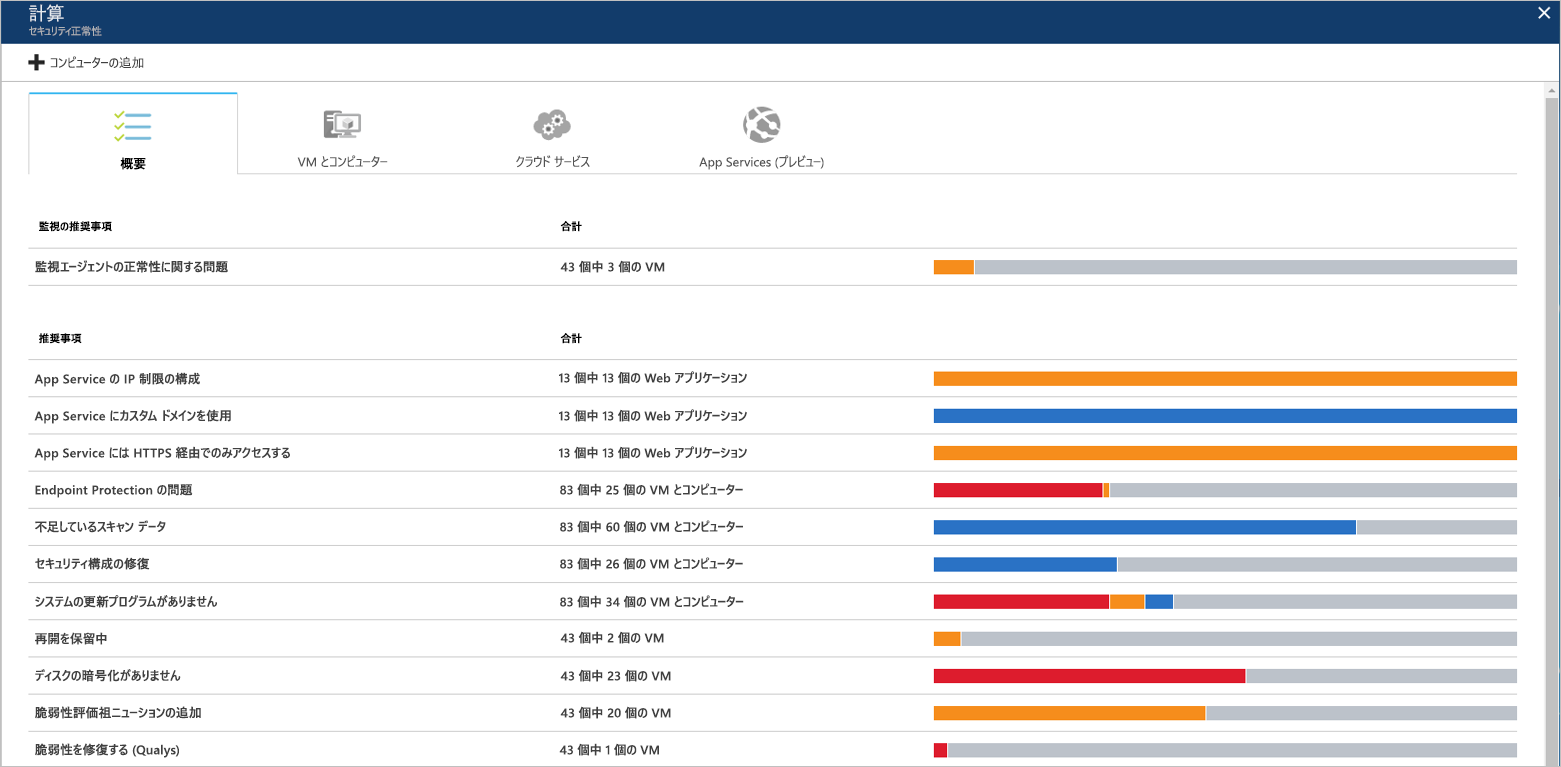 計算
セキュリティ正常性
コンピューターの追加
概要
VM とコンピューター
クラウド サービス
App Services (プレビュー)
監視の推奨事項 合計
監視エージェントの正常性に関する問題 43 個中 3 個の VM
推奨事項 合計
App Service の IP 制限の構成 13 個中 13 個の Web アプリケーション
App Service にカスタム ドメインを使用 13 個中 13 個の Web アプリケーション
App Service には HTTPS 経由でのみアクセスする 13 個中 13 個の Web アプリケーション
Endpoint Protection の問題 83 個中 25 個の VM とコンピューター
不足しているスキャン データ 83 個中 60 個の VM とコンピューター
セキュリティ構成の修復 83 個中 26 個の VM とコンピューター
システムの更新プログラムがありません 83 個中 34 個の VM とコンピューター
再開を保留中 43 個中 2 個の VM
ディスクの暗号化がありません 43 個中 23 個の VM
脆弱性評価祖ニューションの追加 43 個中 20 個の VM
脆弱性を修復する (Qualys) 43 個中 1 個の VM